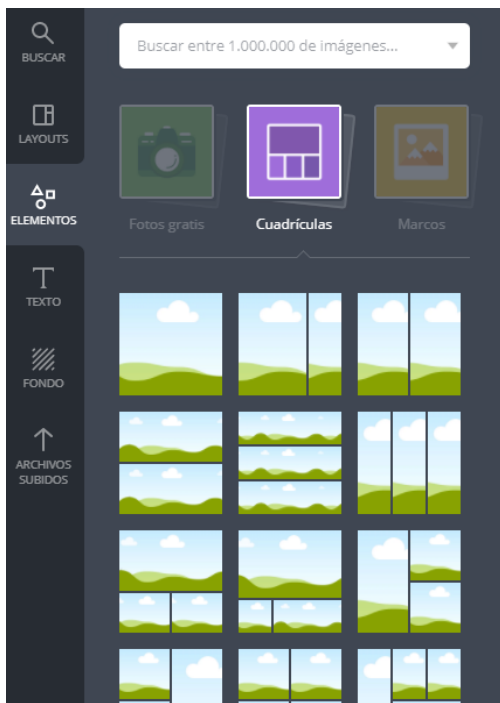 BUSCAR
Buscar entre 1.000.000 de imágenes...
LAYOUTS
ELEMENTOS
Fotos gratis
Cuadrículas
Marcos
TEXTO
FONDO
ARCHIVOS
SUBIDOS